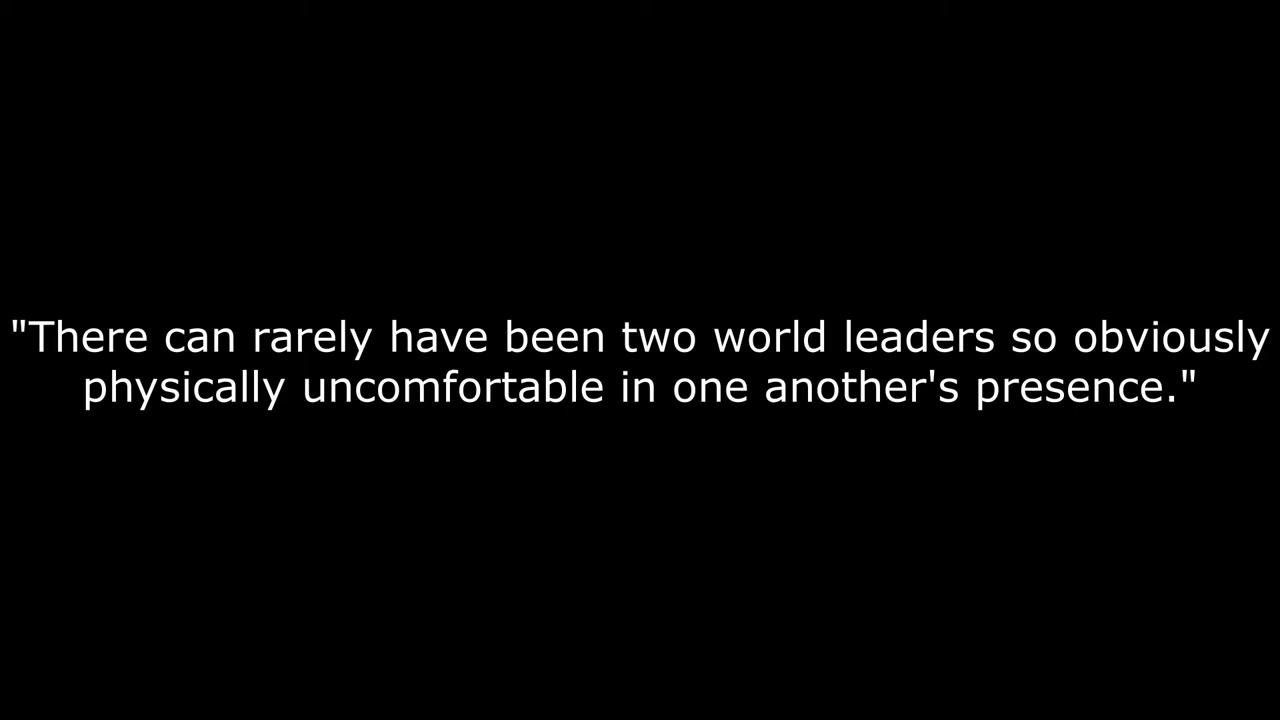 "There can rarely have been two world leaders so obviously
physically uncomfortable in one another's presence."